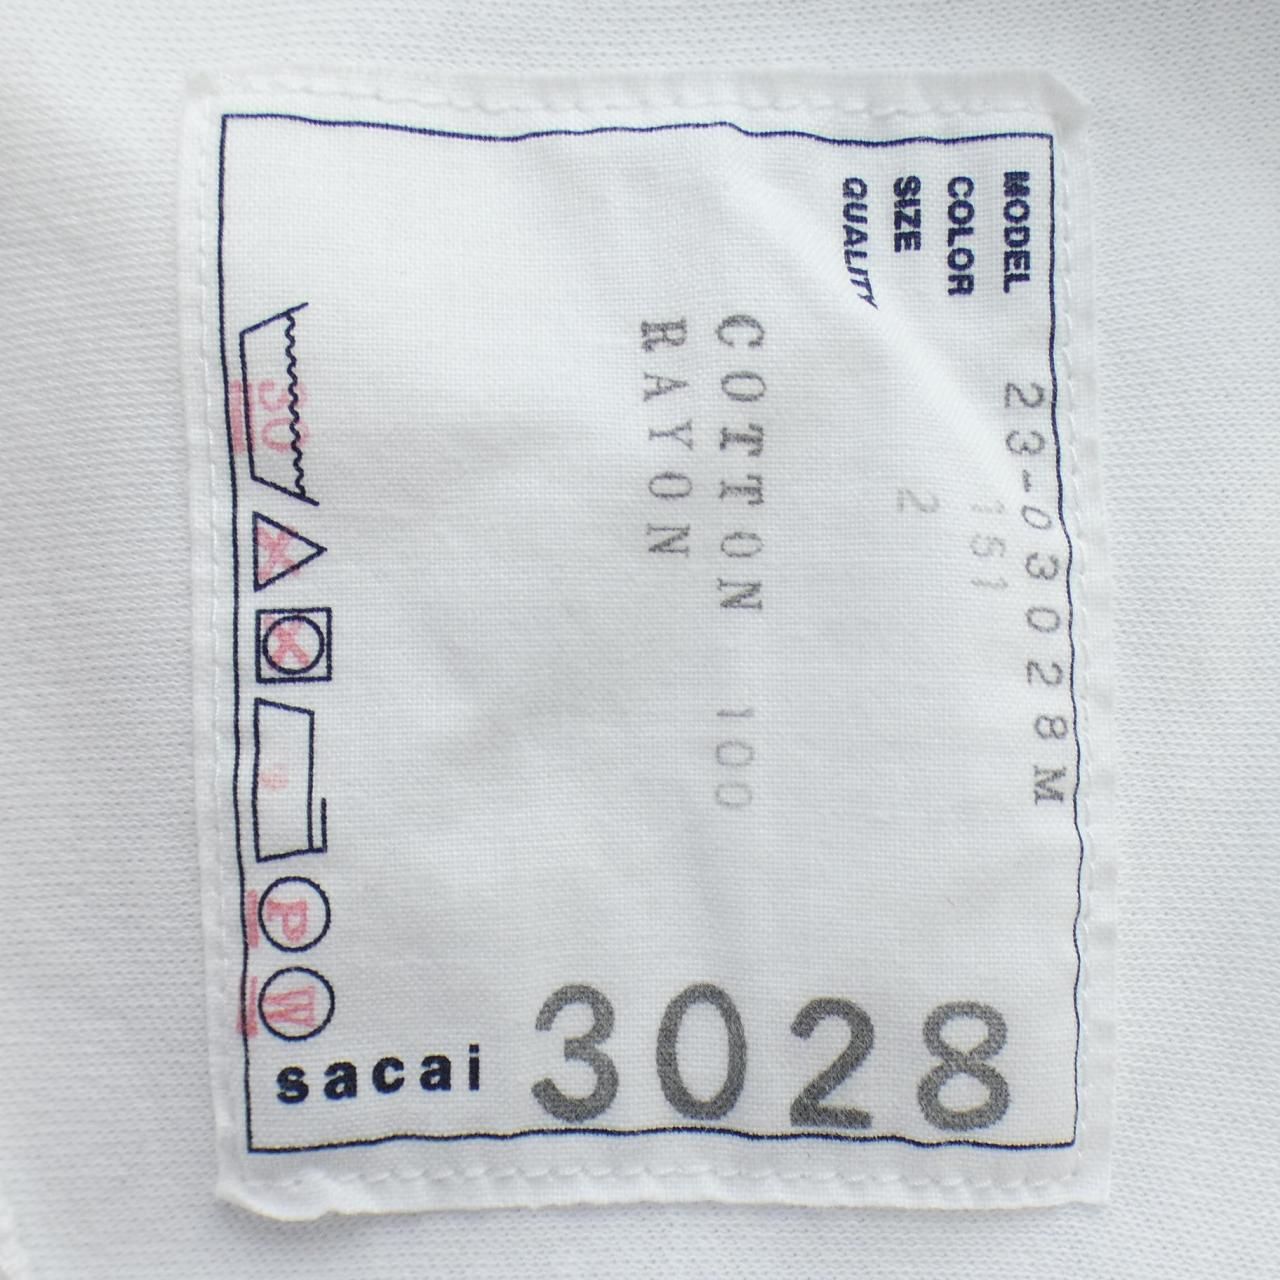 MODEL 23-03028M
COLOR 151
SIZE 2
QUALITY
COTTON 100
RAYON
30
P
W
sacai 3028